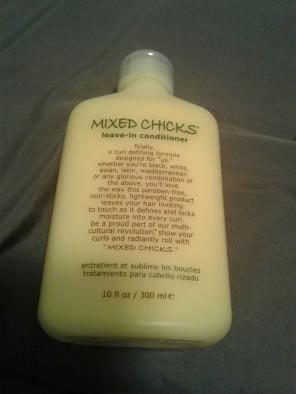 MIXED CHICKS®
leave-in conditioner
finally,
a curl defining formula
designed for "us."
whether you're black, white,
asian, latin, mediterranean
or any glorious combination of
the above, you'll love
the way this paraben-free,
non-sticky, lightweight product
leaves your hair inviting
to touch as it defines and locks
moisture into every curl.
be a proud part of our multi-
cultural revolution, show your
curls and radiantly roll with
"MIXED CHICKS."
entretient et sublime les boucles
tratamiento para cabello rizado
10 fl oz / 300 ml e